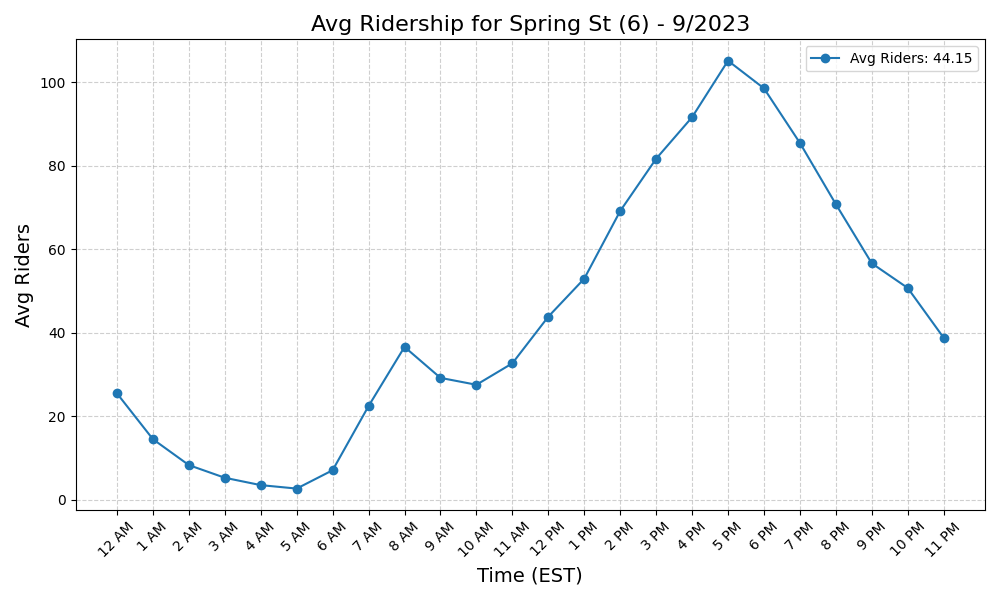 Avg Ridership for Spring St (6) - 9/2023
Avg Riders: 44.15
Avg Riders
100
80
60
40
20
0
12 AM
1 AM
2 AM
3 AM
4 AM
5 AM
6 AM
7 AM
8 AM
9 AM
10 AM
11 AM
12 PM
1 PM
2 PM
3 PM
4 PM
5 PM
6 PM
7 PM
8 PM
9 PM
10 PM
11 PM
Time (EST)